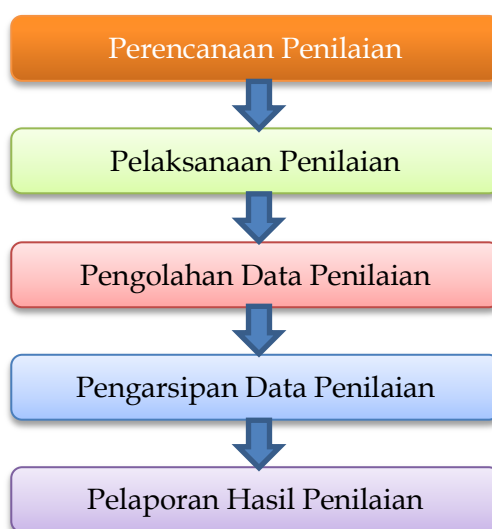 Perencanaan Penilaian
Pelaksanaan Penilaian
Pengolahan Data Penilaian
Pengarsipan Data Penilaian
Pelaporan Hasil Penilaian